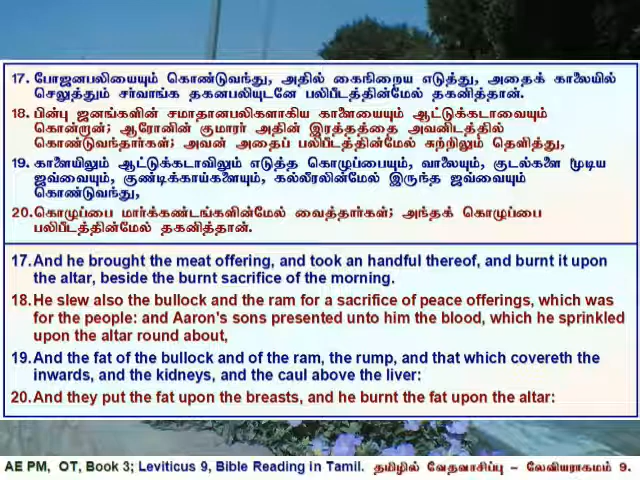 17. போஜனபலியையும் கொண்டுவந்து, அதில் கைநிறைய எடுத்து, அதைக் காலையில்
செலுத்தும் சர்வாங்க தகனபலியுடனே பலிபீடத்தின்மேல் தகனித்தான்.
18. பின்பு ஜனங்களின் சமாதானபலிகளாகிய காளையையும் ஆட்டுக்கடாவையும்
கொன்றான்; ஆரோனின் குமாரர் அதின் இரத்தத்தை அவனிடத்தில்
கொண்டுவந்தார்கள்; அவன் அதைப் பலிபீடத்தின்மேல் சுற்றிலும் தெளித்து,
19. காளையிலும் ஆட்டுக்கடாவிலும் எடுத்த கொழுப்பையும், வாலையும், குடல்களை மூடிய
ஜவ்வையும், குண்டிக்காய்களையும், கல்லீரலின்மேல் இருந்த ஜவ்வையும்
கொண்டுவந்து,
20. கொழுப்பை மார்க்கண்டங்களின்மேல் வைத்தார்கள்; அந்தக் கொழுப்பை
பலிபீடத்தின்மேல் தகனித்தான்.
17. And he brought the meat offering, and took an handful thereof, and burnt it upon
the altar, beside the burnt sacrifice of the morning.
18. He slew also the bullock and the ram for a sacrifice of peace offerings, which was
for the people: and Aaron's sons presented unto him the blood, which he sprinkled
upon the altar round about,
19. And the fat of the bullock and of the ram, the rump, and that which covereth the
inwards, and the kidneys, and the caul above the liver:
20. And they put the fat upon the breasts, and he burnt the fat upon the altar:
AE PM, OT, Book 3; Leviticus 9, Bible Reading in Tamil. தமிழில் வேதவாசிப்பு – லேவியராகமம் 9.